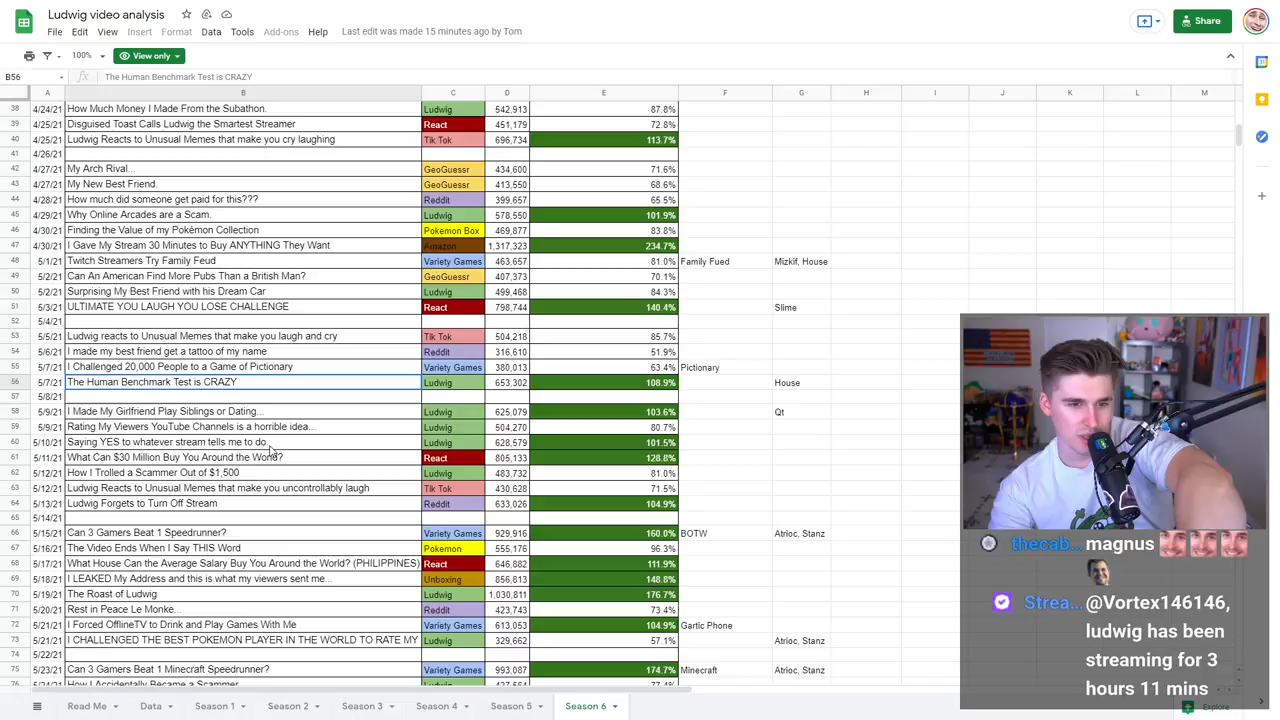 Ludwig video analysis
File Edit View Insert Format Data Tools Add-ons Help Last edit was made 15 minutes ago by Tom
Share
100% View only
B56 fx The Human Benchmark Test is CRAZY
A B C D E F G H I J K L M
38 4/24/21 How Much Money I Made From the Subathon. Ludwig 542,913 87.8%
39 4/25/21 Disguised Toast Calls Ludwig the Smartest Streamer React 451,179 72.8%
40 4/25/21 Ludwig Reacts to Unusual Memes that make you cry laughing Tik Tok 696,734 113.7%
41 4/26/21
42 4/27/21 My Arch Rival... GeoGuessr 434,600 71.6%
43 4/27/21 My New Best Friend. GeoGuessr 413,550 68.6%
44 4/28/21 How much did someone get paid for this??? Reddit 399,657 65.5%
45 4/29/21 Why Online Arcades are a Scam. Ludwig 578,550 101.9%
46 4/30/21 Finding the Value of my Pokémon Collection Pokemon Box 469,877 83.8%
47 4/30/21 I Gave My Stream 30 Minutes to Buy ANYTHING They Want Amazon 1,317,323 234.7%
48 5/1/21 Twitch Streamers Try Family Feud Variety Games 463,657 81.0% Family Fued Mizkif, House
49 5/2/21 Can An American Find More Pubs Than a British Man? GeoGuessr 407,373 70.1%
50 5/2/21 Surprising My Best Friend with his Dream Car Ludwig 499,468 84.3%
51 5/3/21 ULTIMATE YOU LAUGH YOU LOSE CHALLENGE React 798,744 140.4% Slime
52 5/4/21
53 5/5/21 Ludwig reacts to Unusual Memes that make you laugh and cry Tik Tok 504,218 85.7%
54 5/6/21 I made my best friend get a tattoo of my name Reddit 316,610 51.9%
55 5/7/21 I Challenged 20,000 People to a Game of Pictionary Variety Games 380,013 63.4% Pictionary
56 5/7/21 The Human Benchmark Test is CRAZY Ludwig 653,302 108.9% House
57 5/8/21
58 5/9/21 I Made My Girlfriend Play Siblings or Dating... Ludwig 625,079 103.6% Qt
59 5/9/21 Rating My Viewers YouTube Channels is a horrible idea... Ludwig 504,270 80.7%
60 5/10/21 Saying YES to whatever stream tells me to do. Ludwig 628,579 101.5%
61 5/11/21 What Can $30 Million Buy You Around the World? React 805,133 128.8%
62 5/12/21 How I Trolled a Scammer Out of $1,500 Ludwig 483,732 81.0%
63 5/12/21 Ludwig Reacts to Unusual Memes that make you uncontrollably laugh Tik Tok 430,628 71.5%
64 5/13/21 Ludwig Forgets to Turn Off Stream Reddit 633,026 104.9%
65 5/14/21
66 5/15/21 Can 3 Gamers Beat 1 Speedrunner? Variety Games 929,916 160.0% BOTW Atrioc, Stanz
67 5/16/21 The Video Ends When I Say THIS Word Pokemon 555,176 96.3%
68 5/17/21 What House Can the Average Salary Buy You Around the World? (PHILIPPINES) React 646,882 111.9%
69 5/18/21 I LEAKED My Address and this is what my viewers sent me... Unboxing 856,813 148.8%
70 5/19/21 The Roast of Ludwig Ludwig 1,030,811 176.7%
71 5/20/21 Rest in Peace Le Monke... Reddit 423,743 73.4%
72 5/21/21 I Forced OfflineTV to Drink and Play Games With Me Variety Games 613,053 104.9% Gartic Phone
73 5/21/21 I CHALLENGED THE BEST POKEMON PLAYER IN THE WORLD TO RATE MY Ludwig 329,662 57.1% Atrioc, Stanz
74 5/22/21
75 5/23/21 Can 3 Gamers Beat 1 Minecraft Speedrunner? Variety Games 993,087 174.7% Minecraft Atrioc, Stanz
76 5/24/21 How I Accidentally Became a Scammer Ludwig 77.4%
thecab... magnus
Strea... @Vortex146146,
ludwig has been
streaming for 3
hours 11 mins
Read Me Data Season 1 Season 2 Season 3 Season 4 Season 5 Season 6 Explore